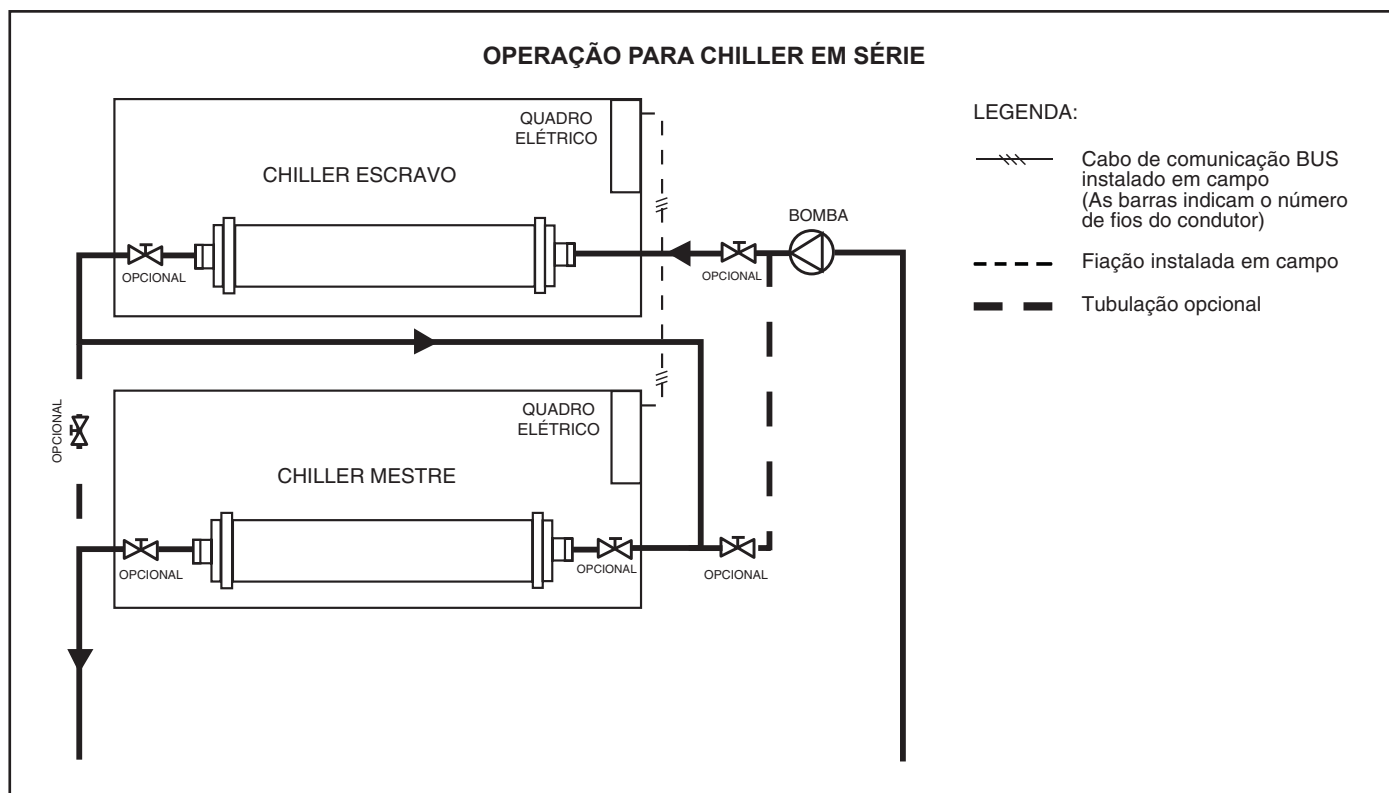 OPERAÇÃO PARA CHILLER EM SÉRIE
QUADRO
ELÉTRICO
CHILLER ESCRAVO
OPCIONAL
OPCIONAL
BOMBA
LEGENDA:
Cabo de comunicação BUS
instalado em campo
(As barras indicam o número
de fios do condutor)
Fiação instalada em campo
Tubulação opcional
OPCIONAL
QUADRO
ELÉTRICO
CHILLER MESTRE
OPCIONAL
OPCIONAL
OPCIONAL